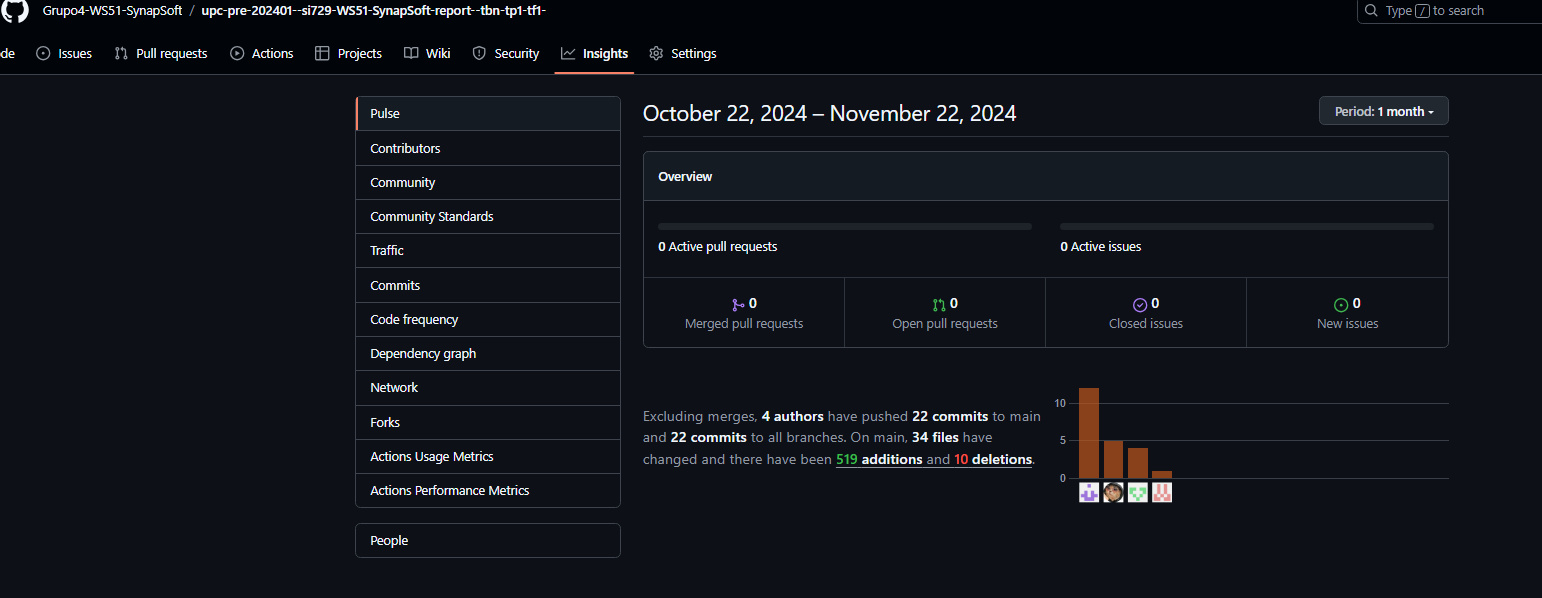 Grupo4-WS51-SynapSoft / upc-pre-202401--si729-WS51-SynapSoft-report--tbn-tp1-tf1-
Type / to search
de Issues Pull requests Actions Projects Wiki Security Insights Settings
Pulse
Contributors
Community
Community Standards
Traffic
Commits
Code frequency
Dependency graph
Network
Forks
Actions Usage Metrics
Actions Performance Metrics
People
October 22, 2024 – November 22, 2024
Period: 1 month
Overview
0 Active pull requests
0 Active issues
0
Merged pull requests
0
Open pull requests
0
Closed issues
0
New issues
Excluding merges, 4 authors have pushed 22 commits to main
and 22 commits to all branches. On main, 34 files have
changed and there have been 519 additions and 10 deletions.
10
5
0